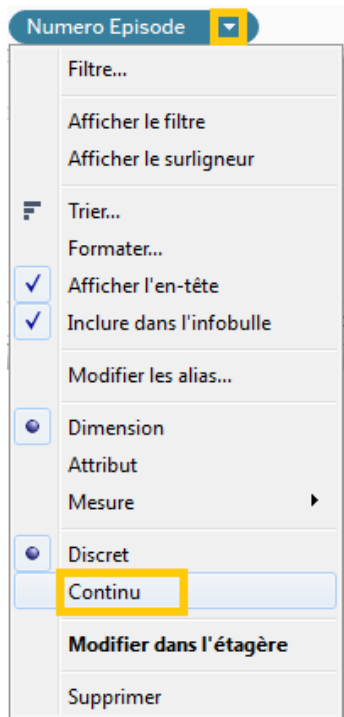 Numero Episode
Filtre...
Afficher le filtre
Afficher le surligneur
Trier...
Formater...
Afficher l'en-tête
Inclure dans l'infobulle
Modifier les alias...
Dimension
Attribut
Mesure
Discret
Continu
Modifier dans l'étagère
Supprimer